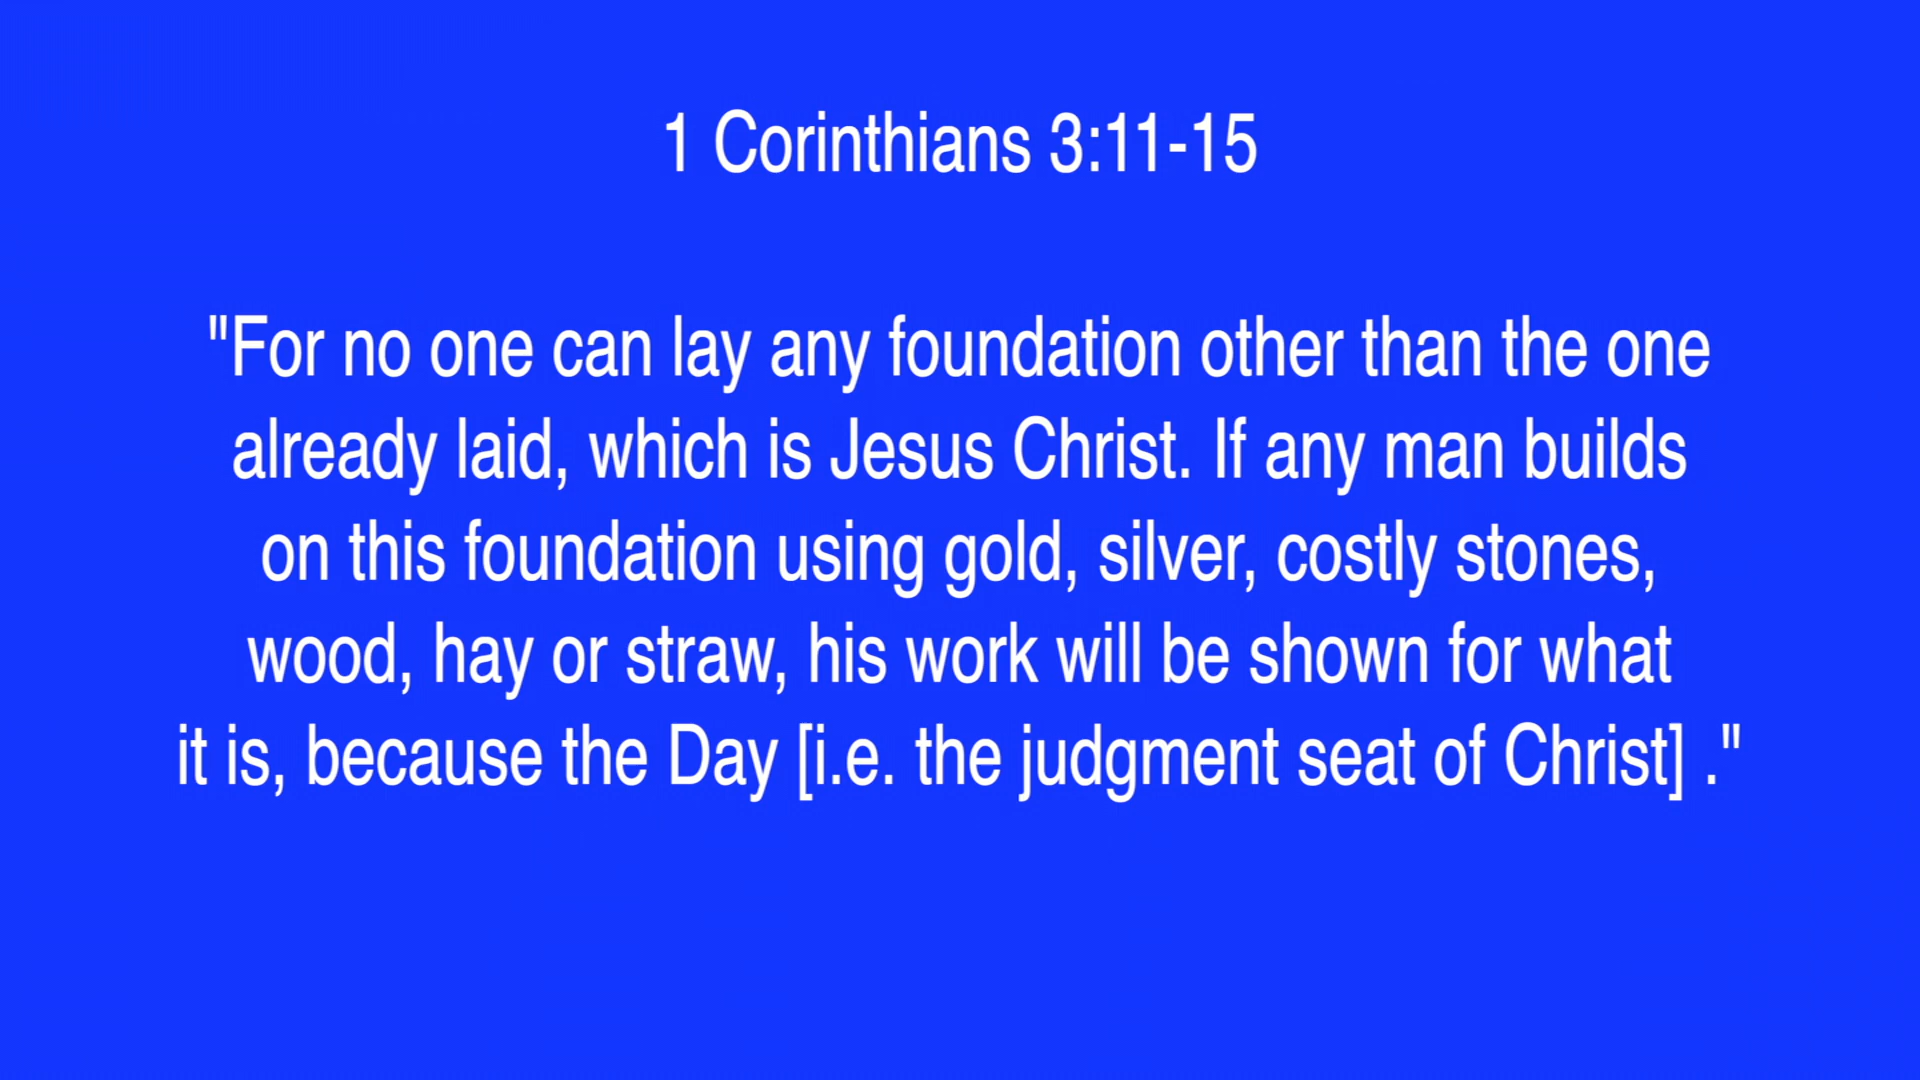 1 Corinthians 3:11-15
"For no one can lay any foundation other than the one
already laid, which is Jesus Christ. If any man builds
on this foundation using gold, silver, costly stones,
wood, hay or straw, his work will be shown for what
it is, because the Day [i.e. the judgment seat of Christ] ."